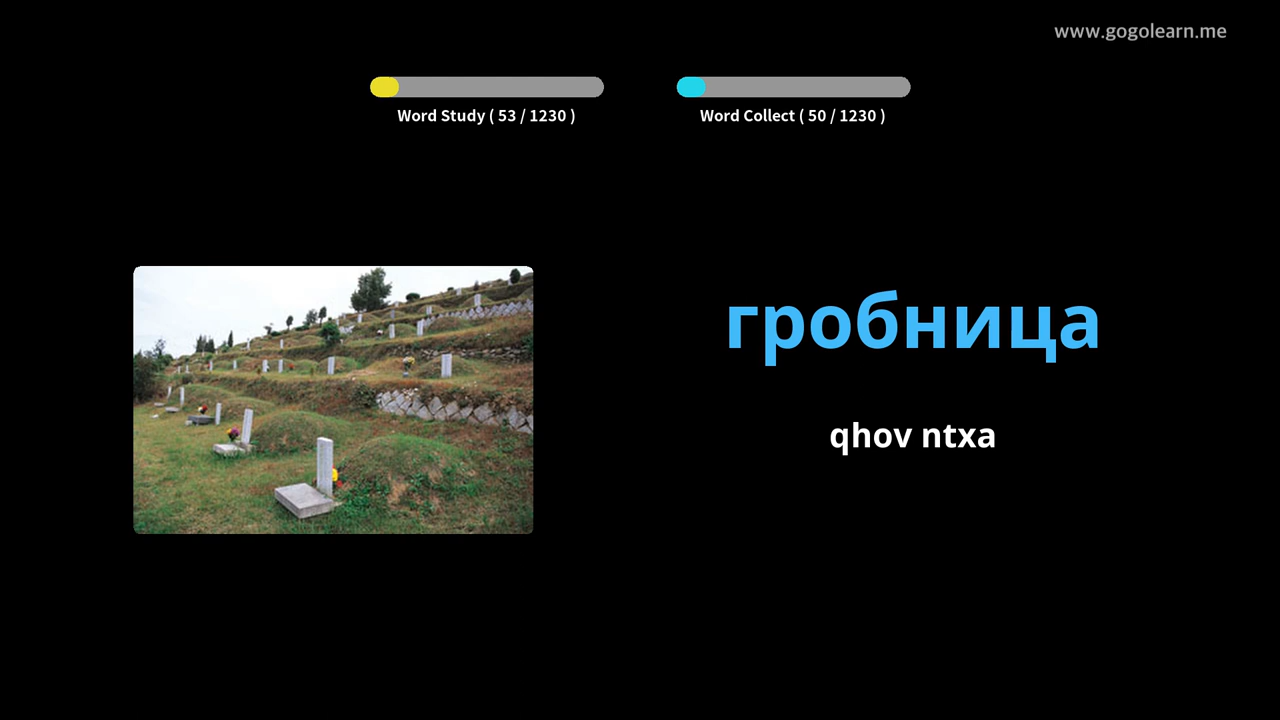 www.gogolearn.me
Word Study ( 53 / 1230 )
Word Collect ( 50 / 1230 )
гробница
qhov ntxa